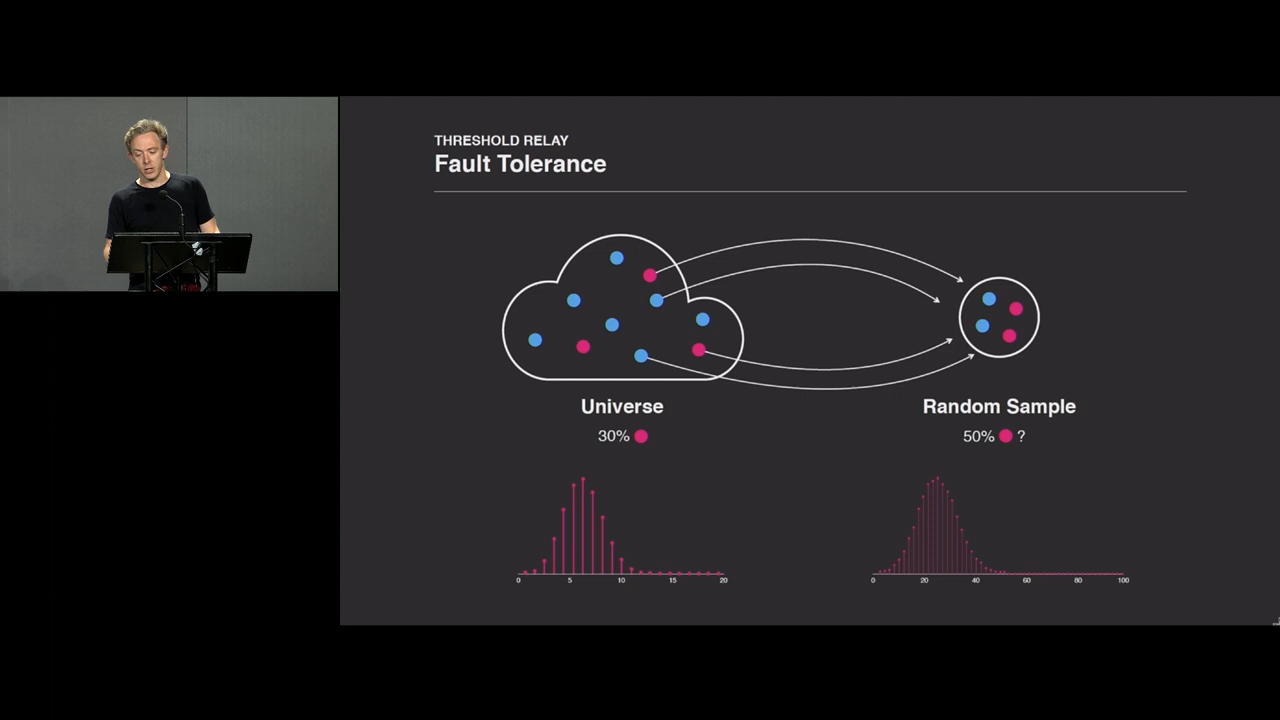 THRESHOLD RELAY
Fault Tolerance
Universe
30%
Random Sample
50% ?
0 5 10 15 20
0 20 40 60 80 100